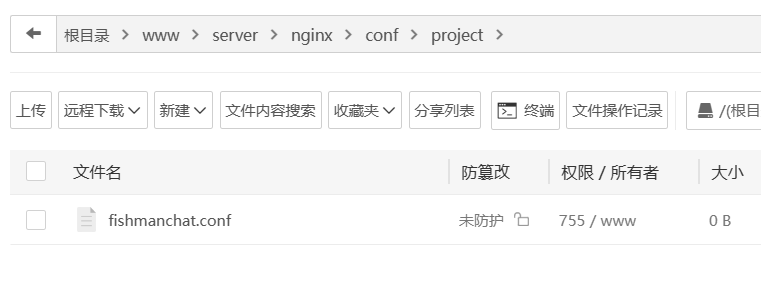 根目录 > www > server > nginx > conf > project >
上传 远程下载 新建 文件内容搜索 收藏夹 分享列表 终端 文件操作记录 /(根目
文件名 防篡改 权限 / 所有者 大小
fishmanchat.conf 未防护 755 / www 0 B